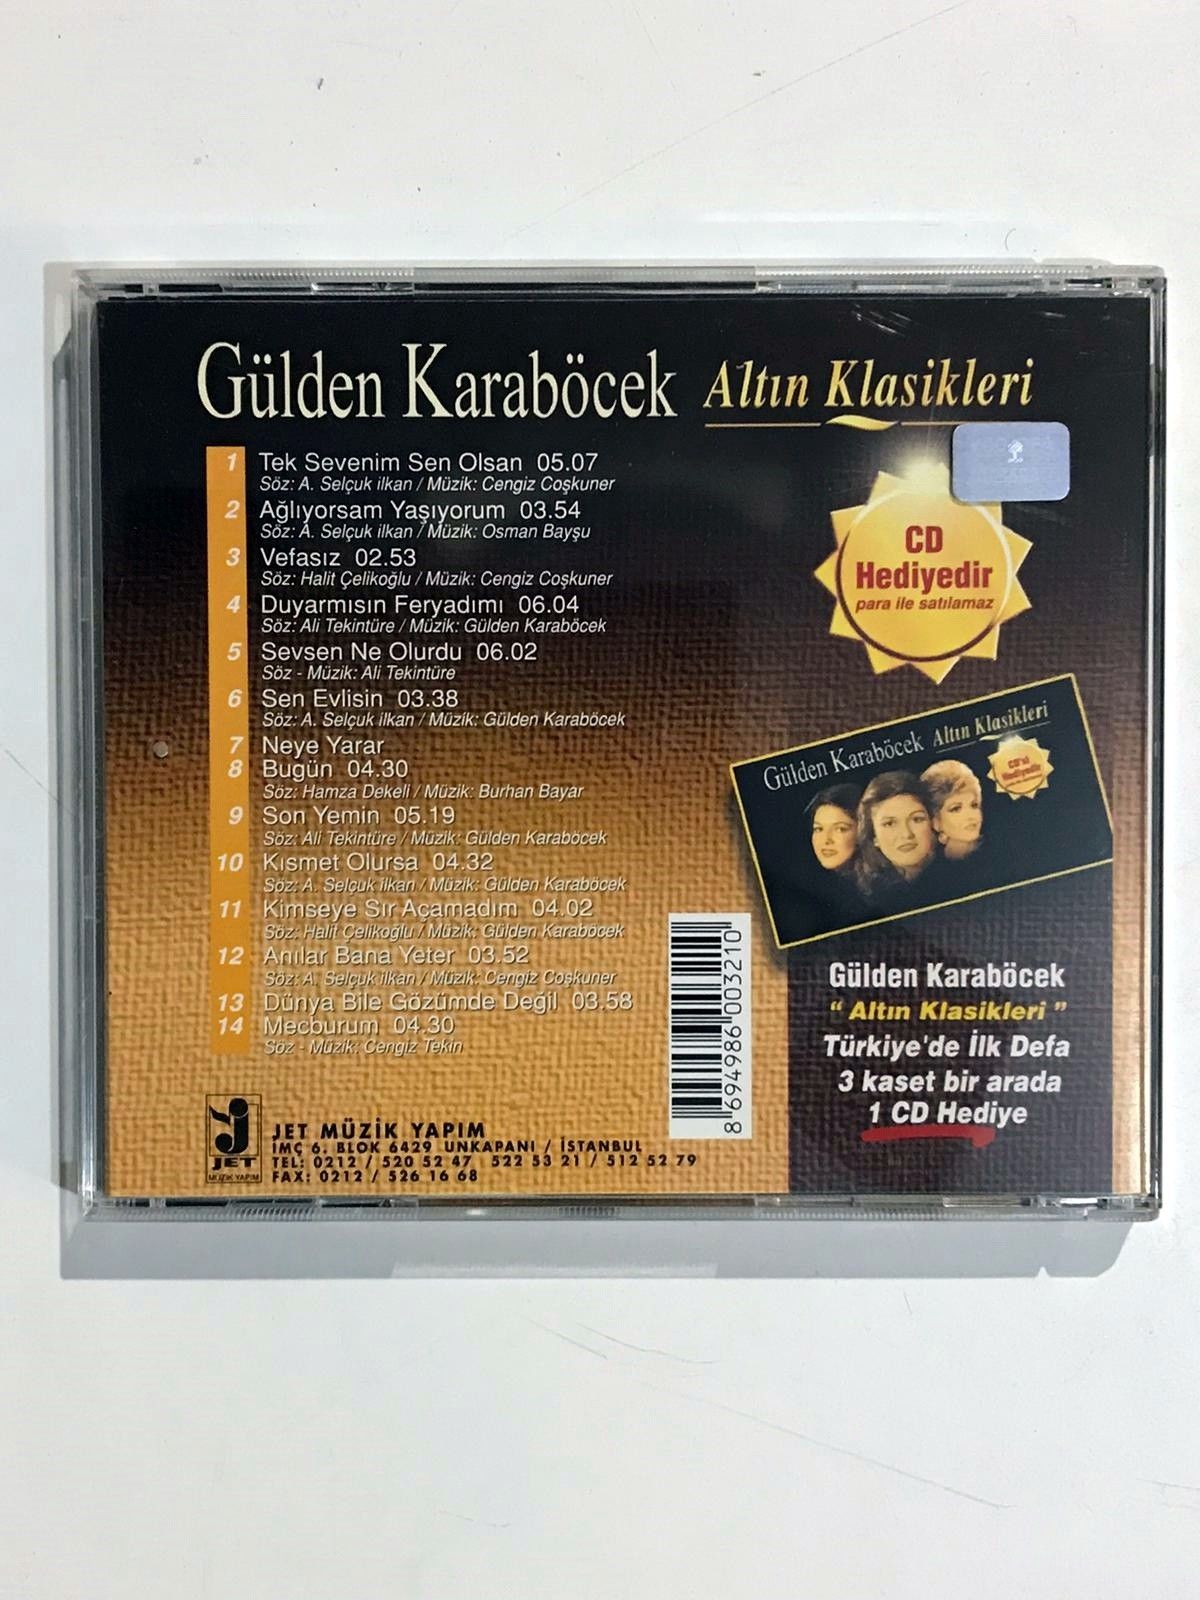 Gülden Karaböcek Altın Klasikleri
1 Tek Sevenim Sen Olsan 05.07
Söz: A. Selçuk ilkan / Müzik: Cengiz Coşkuner
2 Ağlıyorsam Yaşıyorum 03.54
Söz: A. Selçuk ilkan / Müzik: Osman Bayşu
3 Vefasız 02.53
Söz: Halit Çelikoğlu / Müzik: Cengiz Coşkuner
4 Duyarmısın Feryadımı 06.04
Söz: Ali Tekintüre / Müzik: Gülden Karaböcek
5 Sevsen Ne Olurdu 06.02
Söz - Müzik: Ali Tekintüre
6 Sen Evlisin 03.38
Söz: A. Selçuk ilkan / Müzik: Gülden Karaböcek
7 Neye Yarar
8 Bugün 04.30
Söz: Hamza Dekeli / Müzik: Burhan Bayar
9 Son Yemin 05.19
Söz: Ali Tekintüre / Müzik: Gülden Karaböcek
10 Kısmet Olursa 04.32
Söz: A. Selçuk ilkan / Müzik: Gülden Karaböcek
11 Kimseye Sır Açamadım 04.02
Söz: Halit Çelikoğlu / Müzik: Gülden Karaböcek
12 Anılar Bana Yeter 03.52
Söz: A. Selçuk ilkan / Müzik: Cengiz Coşkuner
13 Dünya Bile Gözümde Değil 03.58
14 Mecburum 04.30
Söz - Müzik: Cengiz Tekin
CD
Hediyedir
para ile satılamaz
Gülden Karaböcek Altın Klasikleri
CD'si
Hediyedir
Gülden Karaböcek
" Altın Klasikleri "
Türkiye'de İlk Defa
3 kaset bir arada
1 CD Hediye
8 694986 003210
JET
MÜZİK YAPIM
JET MÜZİK YAPIM
İMÇ 6. BLOK 6429 UNKAPANI / İSTANBUL
TEL: 0212 / 520 52 47 522 53 21 / 512 52 79
FAX: 0212 / 526 16 68